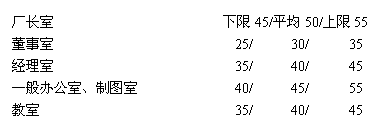 厂长室 下限 45/平均 50/上限 55
董事室 25/ 30/ 35
经理室 35/ 40/ 45
一般办公室、制图室 40/ 45/ 55
教室 35/ 40/ 45